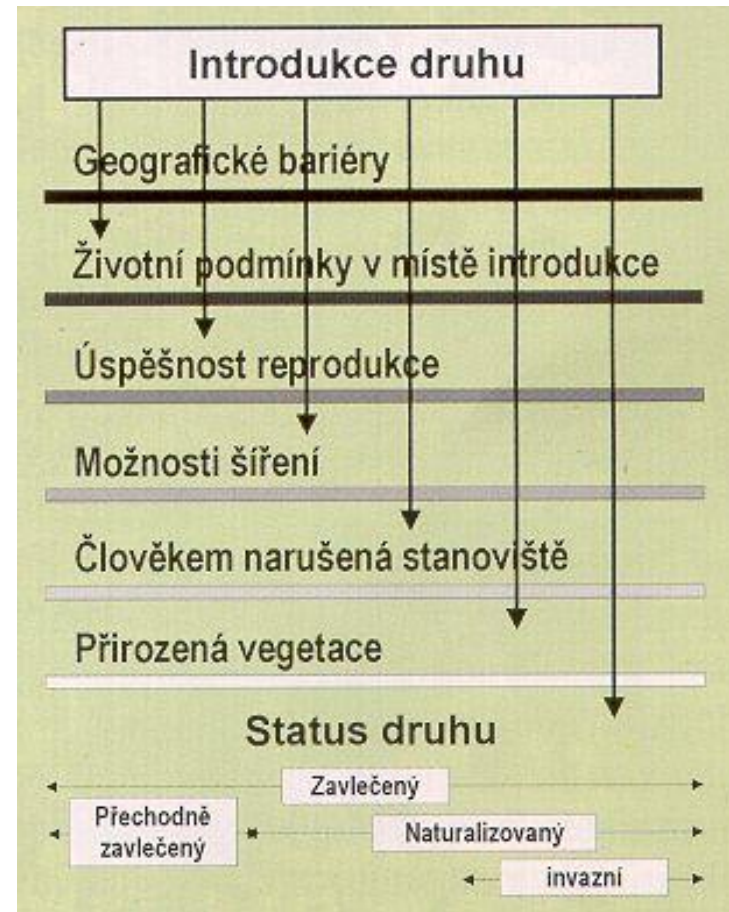 Introdukce druhu
Geografické bariéry
Životní podmínky v místě introdukce
Úspěšnost reprodukce
Možnosti šíření
Člověkem narušená stanoviště
Přirozená vegetace
Status druhu
Zavlečený
Přechodně
zavlečený
Naturalizovaný
invazní